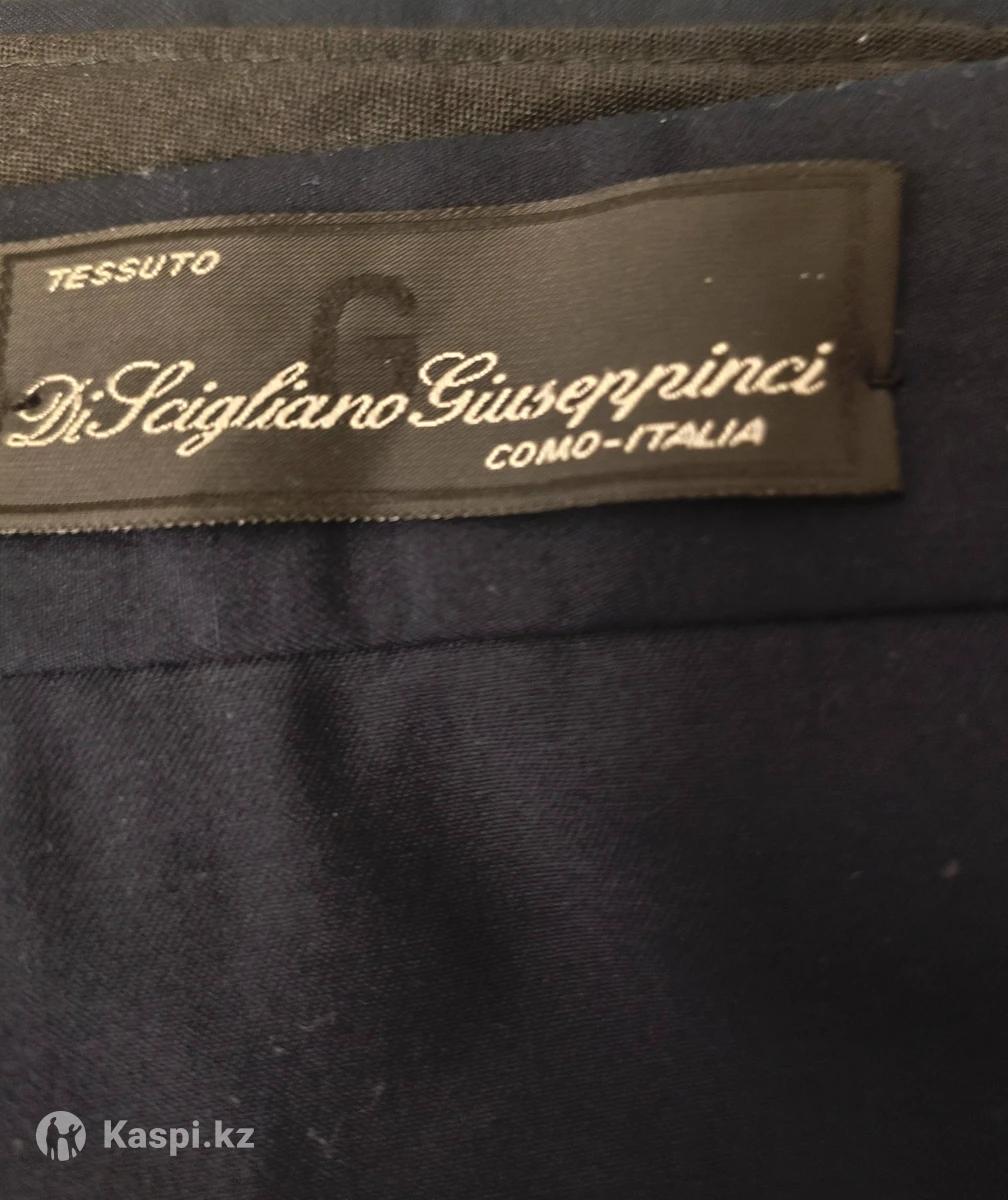 TESSUTO
G
Di Scigliano Giuseppinci
COMO-ITALIA
Kaspi.kz